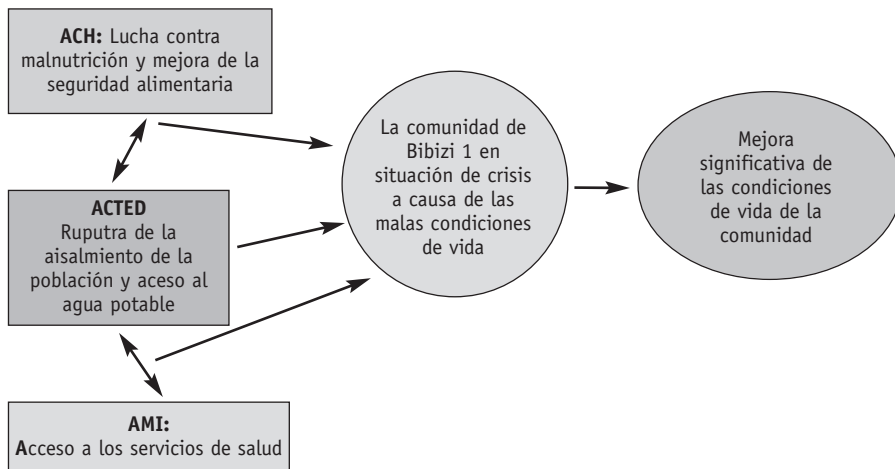 ACH: Lucha contra
malnutrición y mejora de la
seguridad alimentaria
ACTED
Ruputra de la
aisalmiento de la
población y aceso al
agua potable
AMI:
Acceso a los servicios de salud
La comunidad de
Bibizi 1 en
situación de crisis
a causa de las
malas condiciones
de vida
Mejora
significativa de
las condiciones
de vida de la
comunidad